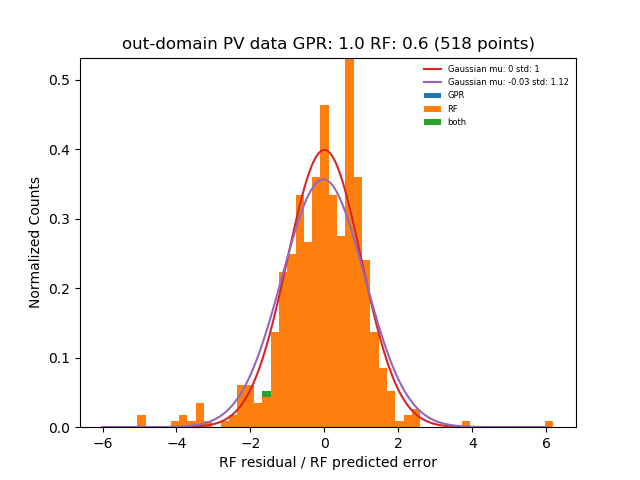 out-domain PV data GPR: 1.0 RF: 0.6 (518 points)
Gaussian mu: 0 std: 1
Gaussian mu: -0.03 std: 1.12
GPR
RF
both
Normalized Counts
0.5
0.4
0.3
0.2
0.1
0.0
−6 −4 −2 0 2 4 6
RF residual / RF predicted error